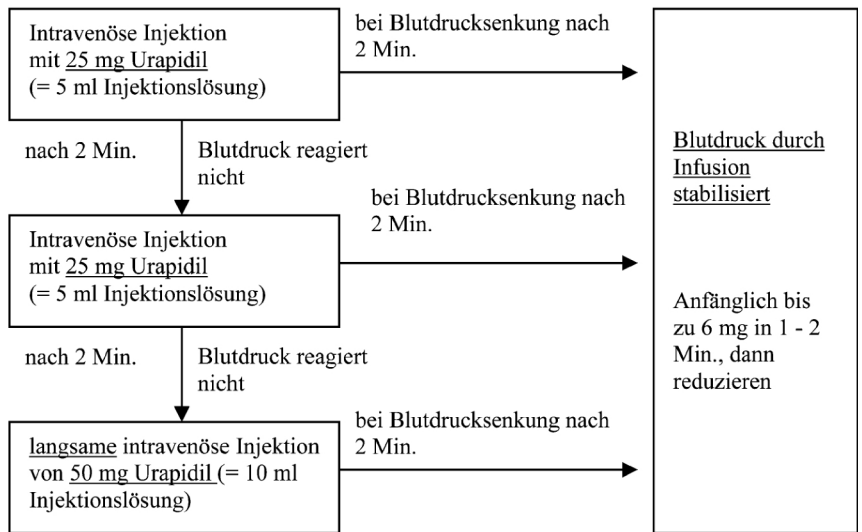 Intravenöse Injektion
mit 25 mg Urapidil
(= 5 ml Injektionslösung)
bei Blutdrucksenkung nach
2 Min.
nach 2 Min.
Blutdruck reagiert
nicht
Intravenöse Injektion
mit 25 mg Urapidil
(= 5 ml Injektionslösung)
bei Blutdrucksenkung nach
2 Min.
nach 2 Min.
Blutdruck reagiert
nicht
langsame intravenöse Injektion
von 50 mg Urapidil (= 10 ml
Injektionslösung)
bei Blutdrucksenkung nach
2 Min.
Blutdruck durch
Infusion
stabilisiert
Anfänglich bis
zu 6 mg in 1 - 2
Min., dann
reduzieren